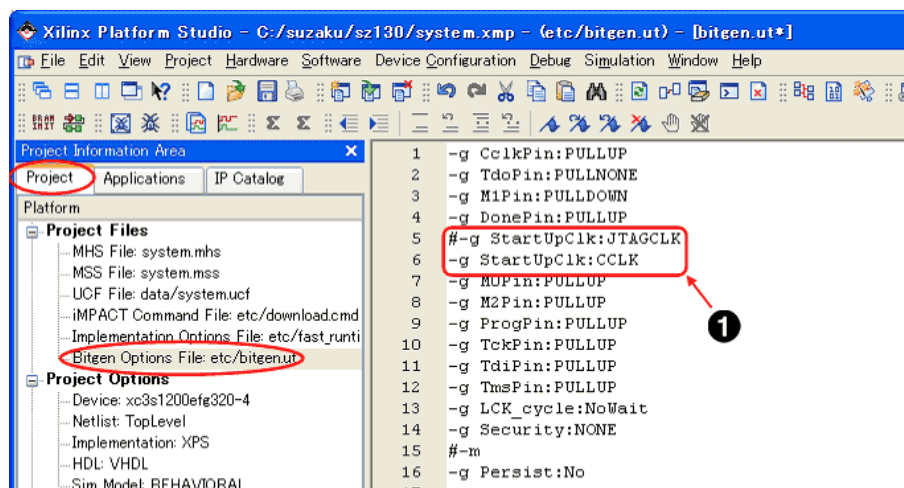 Xilinx Platform Studio - C:/suzaku/sz130/system.xmp - (etc/bitgen.ut) - [bitgen.ut*]
File Edit View Project Hardware Software Device Configuration Debug Simulation Window Help
BRAM INIT
Project Information Area
Project Applications IP Catalog
Platform
Project Files
MHS File: system.mhs
MSS File: system.mss
UCF File: data/system.ucf
iMPACT Command File: etc/download.cmd
Implementation Options File: etc/fast_runti
Bitgen Options File: etc/bitgen.ut
Project Options
Device: xc3s1200efg320-4
Netlist: TopLevel
Implementation: XPS
HDL: VHDL
Sim Model: BEHAVIORAL
1 -g CclkPin:PULLUP
2 -g TdoPin:PULLNONE
3 -g M1Pin:PULLDOWN
4 -g DonePin:PULLUP
5 #-g StartUpClk:JTAGCLK
6 -g StartUpClk:CCLK
7 -g M0Pin:PULLUP
8 -g M2Pin:PULLUP
9 -g ProgPin:PULLUP
10 -g TckPin:PULLUP
11 -g TdiPin:PULLUP
12 -g TmsPin:PULLUP
13 -g LCK_cycle:NoWait
14 -g Security:NONE
15 #-m
16 -g Persist:No
1